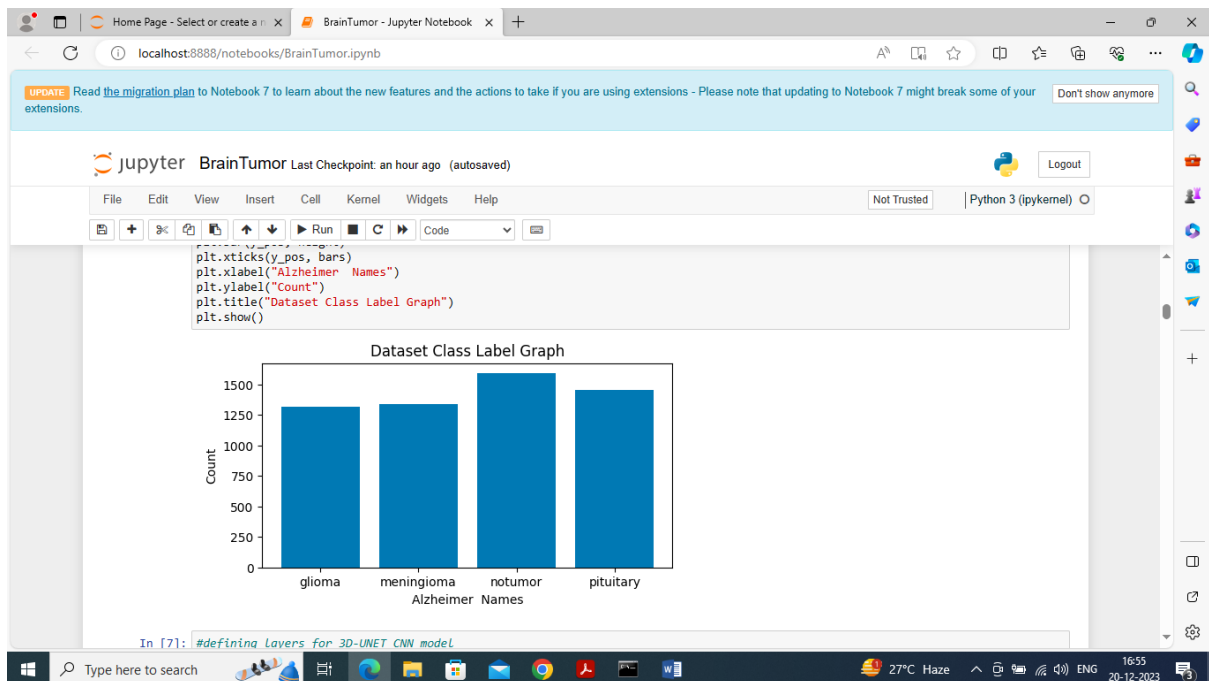 Home Page - Select or create a n
BrainTumor - Jupyter Notebook
localhost:8888/notebooks/BrainTumor.ipynb
UPDATE Read the migration plan to Notebook 7 to learn about the new features and the actions to take if you are using extensions - Please note that updating to Notebook 7 might break some of your
extensions.
Don't show anymore
jupyter BrainTumor Last Checkpoint: an hour ago (autosaved)
Logout
File Edit View Insert Cell Kernel Widgets Help
Not Trusted
Python 3 (ipykernel)
Run
Code
plt.xticks(y_pos, bars)
plt.xlabel("Alzheimer  Names")
plt.ylabel("Count")
plt.title("Dataset Class Label Graph")
plt.show()
Dataset Class Label Graph
1500
1250
1000
750
500
250
0
Count
glioma meningioma notumor pituitary
Alzheimer  Names
In [7]: #defining layers for 3D-UNET CNN model
Type here to search
27°C Haze
ENG
16:55
20-12-2023
3